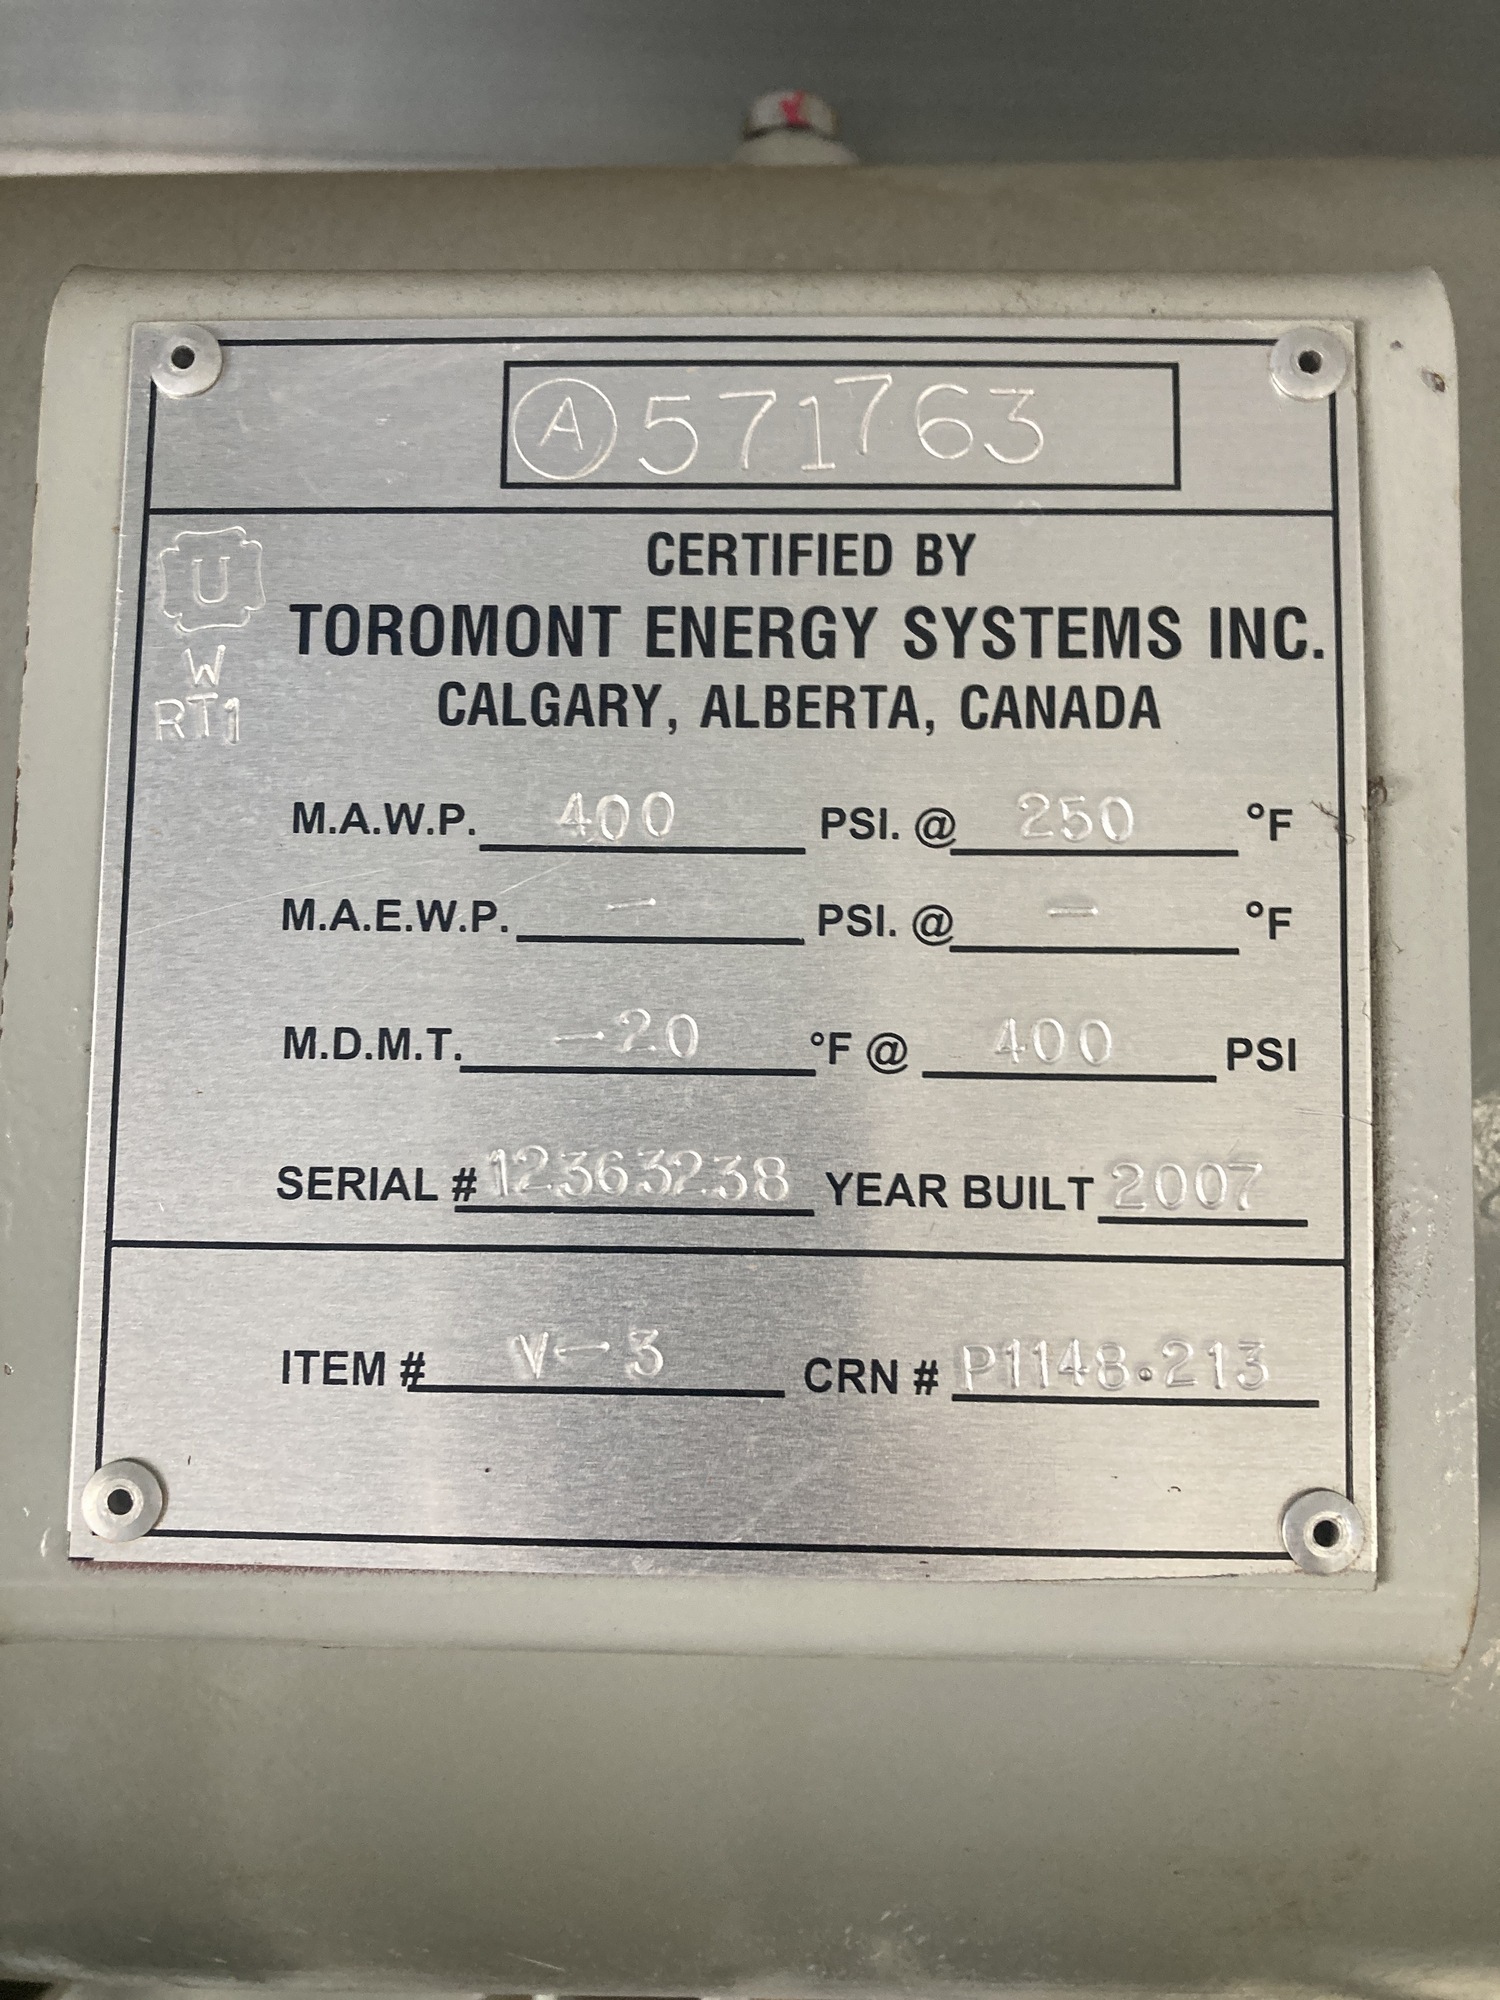 A 571763
U
W
RT1
CERTIFIED BY
TOROMONT ENERGY SYSTEMS INC.
CALGARY, ALBERTA, CANADA
M.A.W.P. 400 PSI. @ 250 °F
M.A.E.W.P. - PSI. @ - °F
M.D.M.T. -20 °F @ 400 PSI
SERIAL # 12363238 YEAR BUILT 2007
ITEM # V-3 CRN # P1148.213